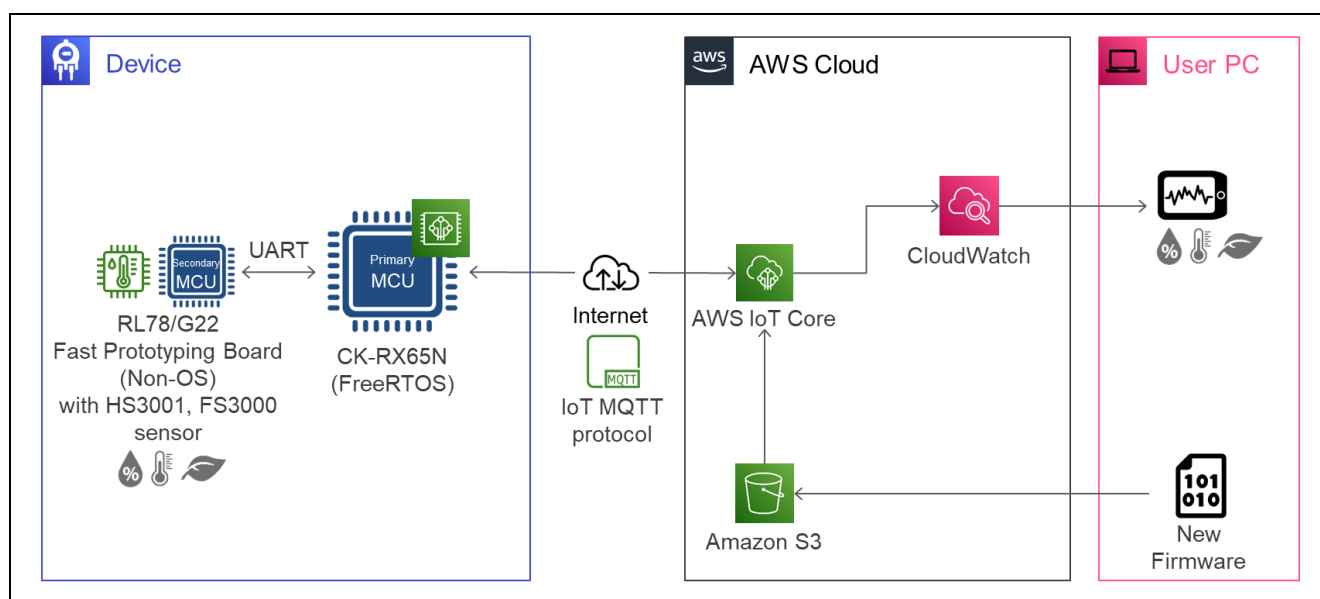 Device
Secondary
MCU
UART
Primary
MCU
RL78/G22
Fast Prototyping Board
(Non-OS)
with HS3001, FS3000
sensor
%
CK-RX65N
(FreeRTOS)
Internet
MQTT
IoT MQTT
protocol
aws
AWS Cloud
AWS IoT Core
CloudWatch
Amazon S3
User PC
%
101
010
New
Firmware